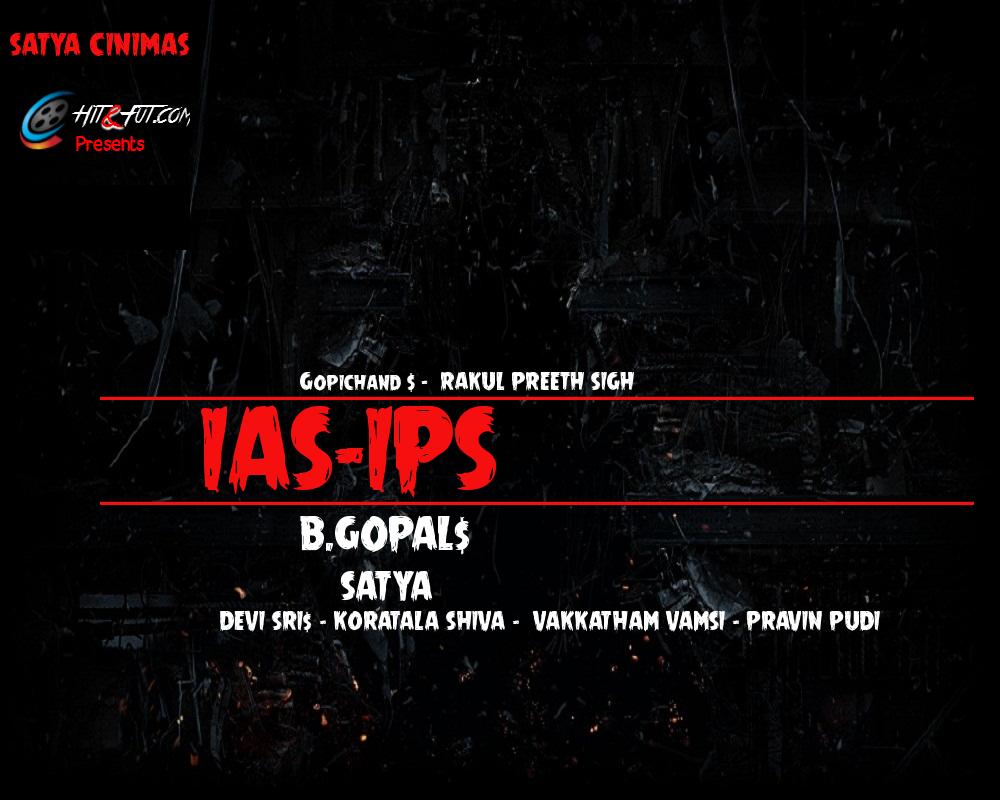 SATYA CINIMAS
HIT&FUT.COM
Presents
GOPICHAND $ - RAKUL PREETH SIGH
IAS-IPS
B.GOPAL$
SATYA
DEVI SRI$ - KORATALA SHIVA - VAKKATHAM VAMSI - PRAVIN PUDI